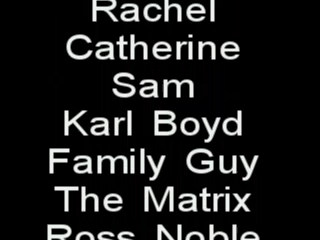 Rachel
Catherine
Sam
Karl Boyd
Family Guy
The Matrix
Ross Noble